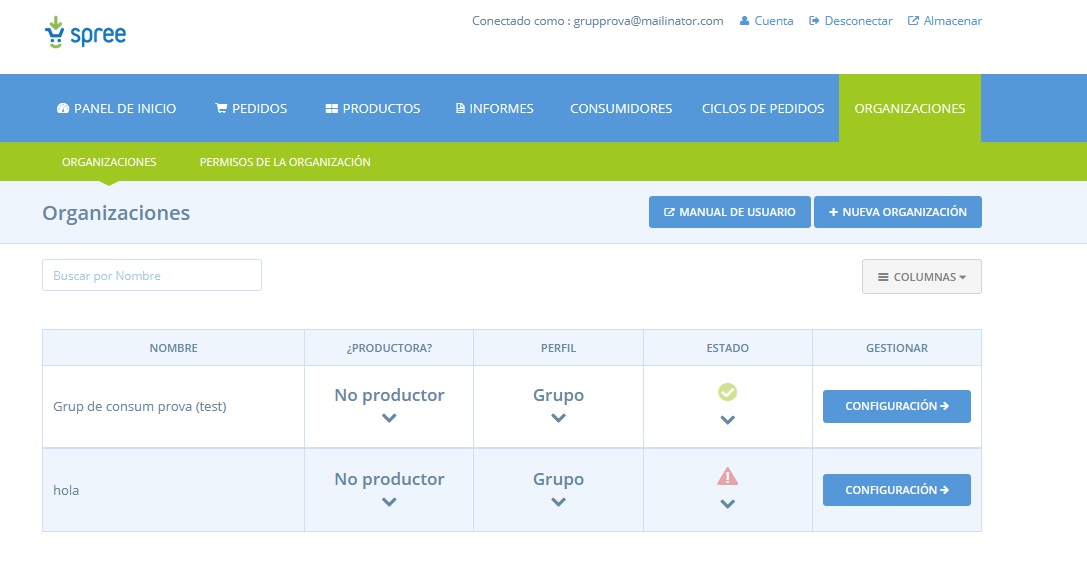 spree
Conectado como : grupprova@mailinator.com Cuenta Desconectar Almacenar
PANEL DE INICIO PEDIDOS PRODUCTOS INFORMES CONSUMIDORES CICLOS DE PEDIDOS ORGANIZACIONES
ORGANIZACIONES PERMISOS DE LA ORGANIZACIÓN
Organizaciones MANUAL DE USUARIO + NUEVA ORGANIZACIÓN
Buscar por Nombre COLUMNAS
NOMBRE ¿PRODUCTORA? PERFIL ESTADO GESTIONAR
Grup de consum prova (test) No productor Grupo CONFIGURACIÓN
hola No productor Grupo CONFIGURACIÓN